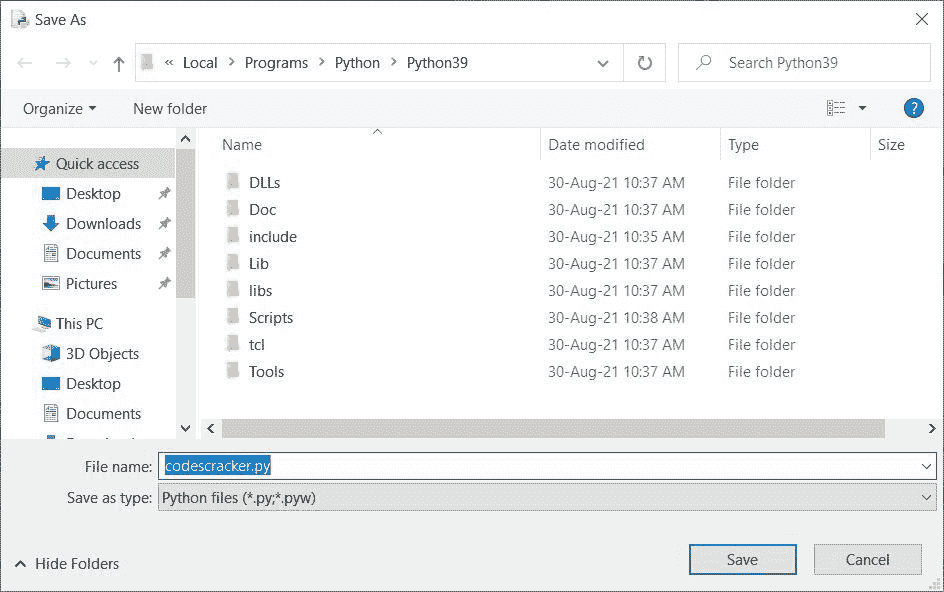 Save As
« Local > Programs > Python > Python39
Search Python39
Organize
New folder
?
Name
Date modified
Type
Size
Quick access
Desktop
Downloads
Documents
Pictures
This PC
3D Objects
Desktop
Documents
DLLs 30-Aug-21 10:37 AM File folder
Doc 30-Aug-21 10:37 AM File folder
include 30-Aug-21 10:35 AM File folder
Lib 30-Aug-21 10:37 AM File folder
libs 30-Aug-21 10:37 AM File folder
Scripts 30-Aug-21 10:38 AM File folder
tcl 30-Aug-21 10:37 AM File folder
Tools 30-Aug-21 10:37 AM File folder
File name: codescracker.py
Save as type: Python files (*.py;*.pyw)
Hide Folders
Save
Cancel